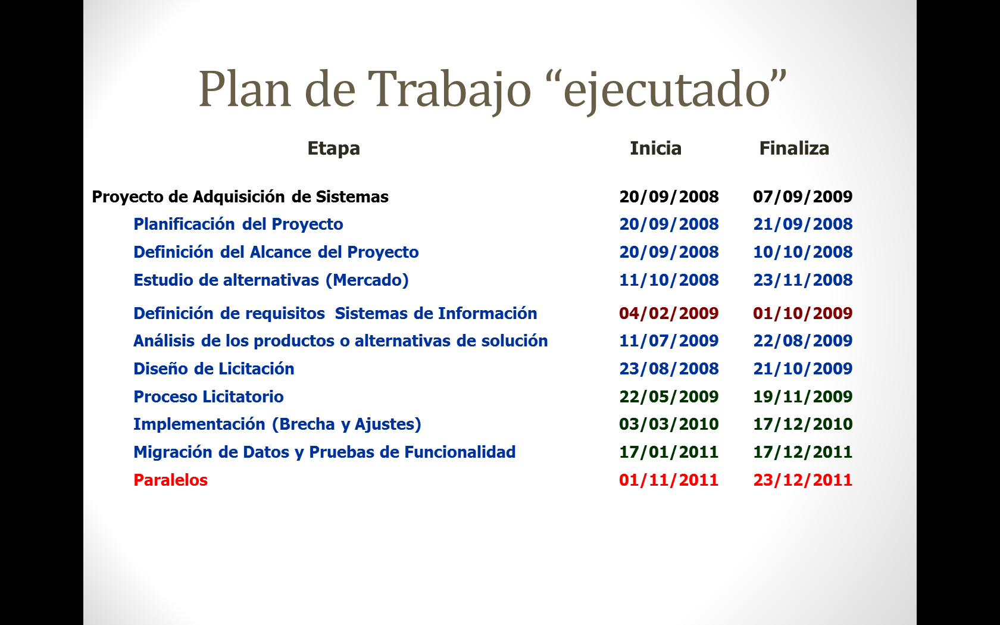 Plan de Trabajo “ejecutado”
Etapa Inicia Finaliza
Proyecto de Adquisición de Sistemas 20/09/2008 07/09/2009
Planificación del Proyecto 20/09/2008 21/09/2008
Definición del Alcance del Proyecto 20/09/2008 10/10/2008
Estudio de alternativas (Mercado) 11/10/2008 23/11/2008
Definición de requisitos Sistemas de Información 04/02/2009 01/10/2009
Análisis de los productos o alternativas de solución 11/07/2009 22/08/2009
Diseño de Licitación 23/08/2008 21/10/2009
Proceso Licitatorio 22/05/2009 19/11/2009
Implementación (Brecha y Ajustes) 03/03/2010 17/12/2010
Migración de Datos y Pruebas de Funcionalidad 17/01/2011 17/12/2011
Paralelos 01/11/2011 23/12/2011